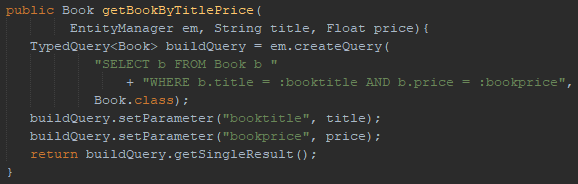 public Book getBookByTitlePrice(
EntityManager em, String title, Float price){
TypedQuery<Book> buildQuery = em.createQuery(
"SELECT b FROM Book b "
+ "WHERE b.title = :booktitle AND b.price = :bookprice",
Book.class);
buildQuery.setParameter("booktitle", title);
buildQuery.setParameter("bookprice", price);
return buildQuery.getSingleResult();
}